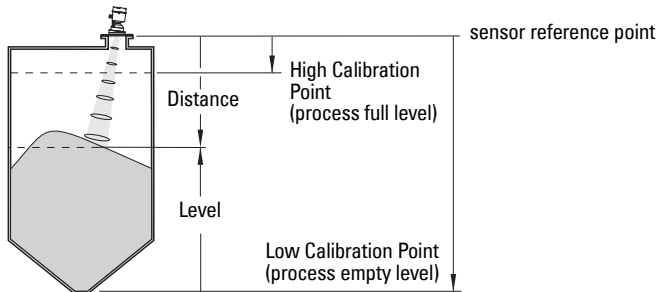 sensor reference point
High Calibration
Point
(process full level)
Distance
Level
Low Calibration Point
(process empty level)